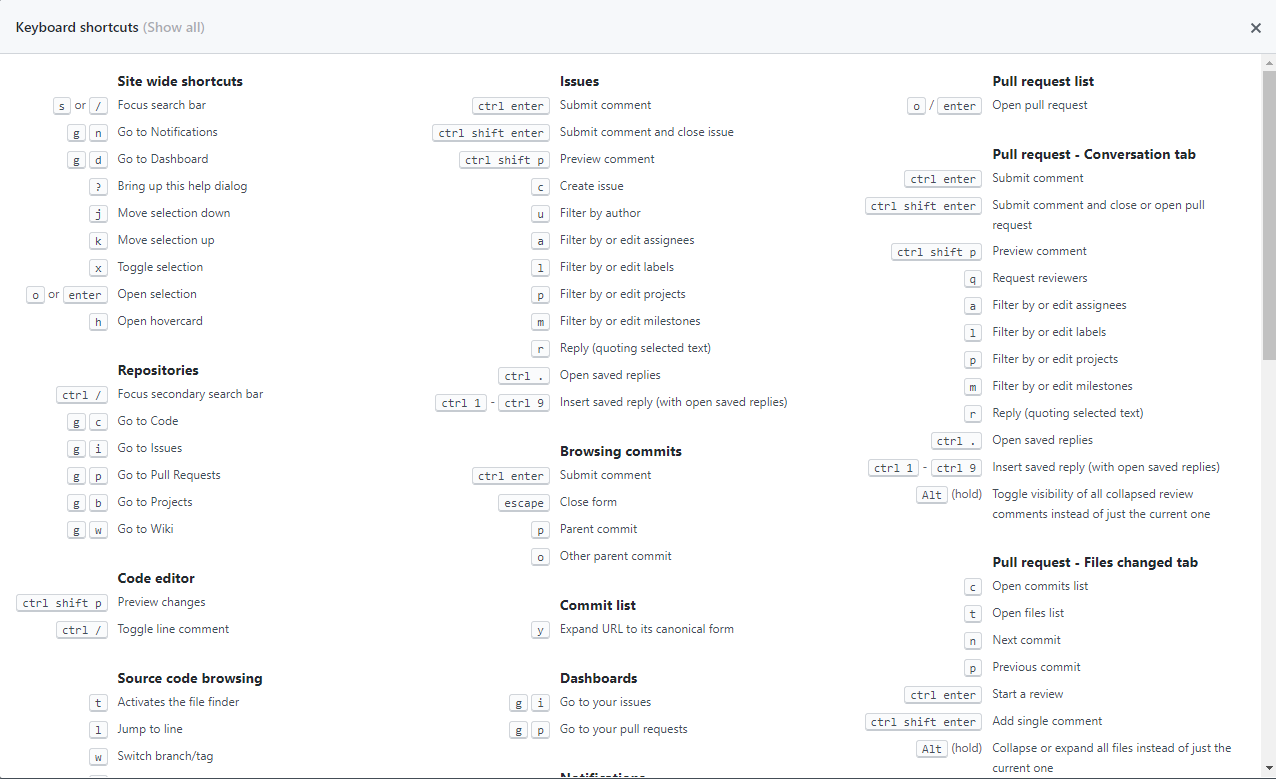 Keyboard shortcuts (Show all)
Site wide shortcuts
s or / Focus search bar
g n Go to Notifications
g d Go to Dashboard
? Bring up this help dialog
j Move selection down
k Move selection up
x Toggle selection
o or enter Open selection
h Open hovercard
Repositories
ctrl / Focus secondary search bar
g c Go to Code
g i Go to Issues
g p Go to Pull Requests
g b Go to Projects
g w Go to Wiki
Code editor
ctrl shift p Preview changes
ctrl / Toggle line comment
Source code browsing
t Activates the file finder
l Jump to line
w Switch branch/tag
Issues
ctrl enter Submit comment
ctrl shift enter Submit comment and close issue
ctrl shift p Preview comment
c Create issue
u Filter by author
a Filter by or edit assignees
l Filter by or edit labels
p Filter by or edit projects
m Filter by or edit milestones
r Reply (quoting selected text)
ctrl . Open saved replies
ctrl 1 - ctrl 9 Insert saved reply (with open saved replies)
Browsing commits
ctrl enter Submit comment
escape Close form
p Parent commit
o Other parent commit
Commit list
y Expand URL to its canonical form
Dashboards
g i Go to your issues
g p Go to your pull requests
Notifications
Pull request list
o / enter Open pull request
Pull request - Conversation tab
ctrl enter Submit comment
ctrl shift enter Submit comment and close or open pull
request
ctrl shift p Preview comment
q Request reviewers
a Filter by or edit assignees
l Filter by or edit labels
p Filter by or edit projects
m Filter by or edit milestones
r Reply (quoting selected text)
ctrl . Open saved replies
ctrl 1 - ctrl 9 Insert saved reply (with open saved replies)
Alt (hold) Toggle visibility of all collapsed review
comments instead of just the current one
Pull request - Files changed tab
c Open commits list
t Open files list
n Next commit
p Previous commit
ctrl enter Start a review
ctrl shift enter Add single comment
Alt (hold) Collapse or expand all files instead of just the
current one